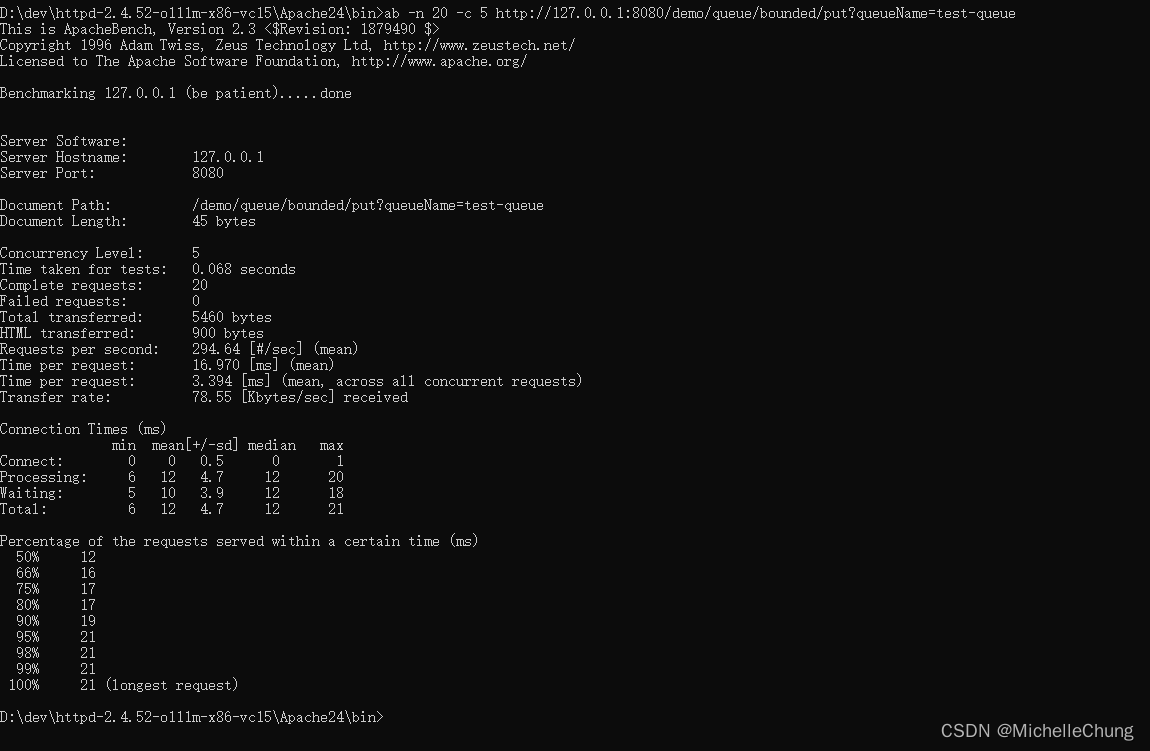 D:\dev\httpd-2.4.52-o111m-x86-vc15\Apache24\bin>ab -n 20 -c 5 http://127.0.0.1:8080/demo/queue/bounded/put?queueName=test-queue
This is ApacheBench, Version 2.3 <$Revision: 1879490 $>
Copyright 1996 Adam Twiss, Zeus Technology Ltd, http://www.zeustech.net/
Licensed to The Apache Software Foundation, http://www.apache.org/
Benchmarking 127.0.0.1 (be patient).....done
Server Software:
Server Hostname: 127.0.0.1
Server Port: 8080
Document Path: /demo/queue/bounded/put?queueName=test-queue
Document Length: 45 bytes
Concurrency Level: 5
Time taken for tests: 0.068 seconds
Complete requests: 20
Failed requests: 0
Total transferred: 5460 bytes
HTML transferred: 900 bytes
Requests per second: 294.64 [#/sec] (mean)
Time per request: 16.970 [ms] (mean)
Time per request: 3.394 [ms] (mean, across all concurrent requests)
Transfer rate: 78.55 [Kbytes/sec] received
Connection Times (ms)
min mean[+/-sd] median max
Connect: 0 0 0.5 0 1
Processing: 6 12 4.7 12 20
Waiting: 5 10 3.9 12 18
Total: 6 12 4.7 12 21
Percentage of the requests served within a certain time (ms)
50% 12
66% 16
75% 17
80% 17
90% 19
95% 21
98% 21
99% 21
100% 21 (longest request)
D:\dev\httpd-2.4.52-o111m-x86-vc15\Apache24\bin>
CSDN @MichelleChung